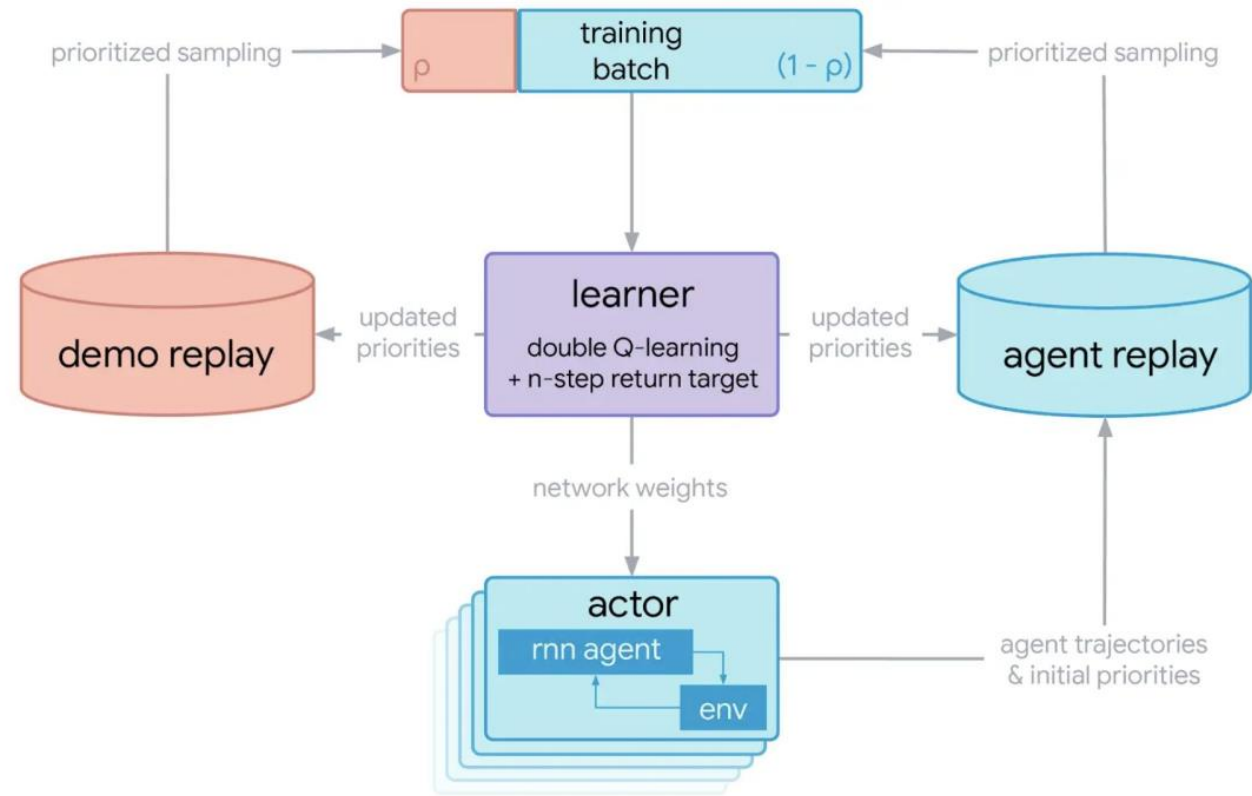 prioritized sampling
ρ
training
batch
(1 - ρ)
prioritized sampling
demo replay
updated
priorities
learner
double Q-learning
+ n-step return target
updated
priorities
agent replay
network weights
actor
rnn agent
env
agent trajectories
& initial priorities